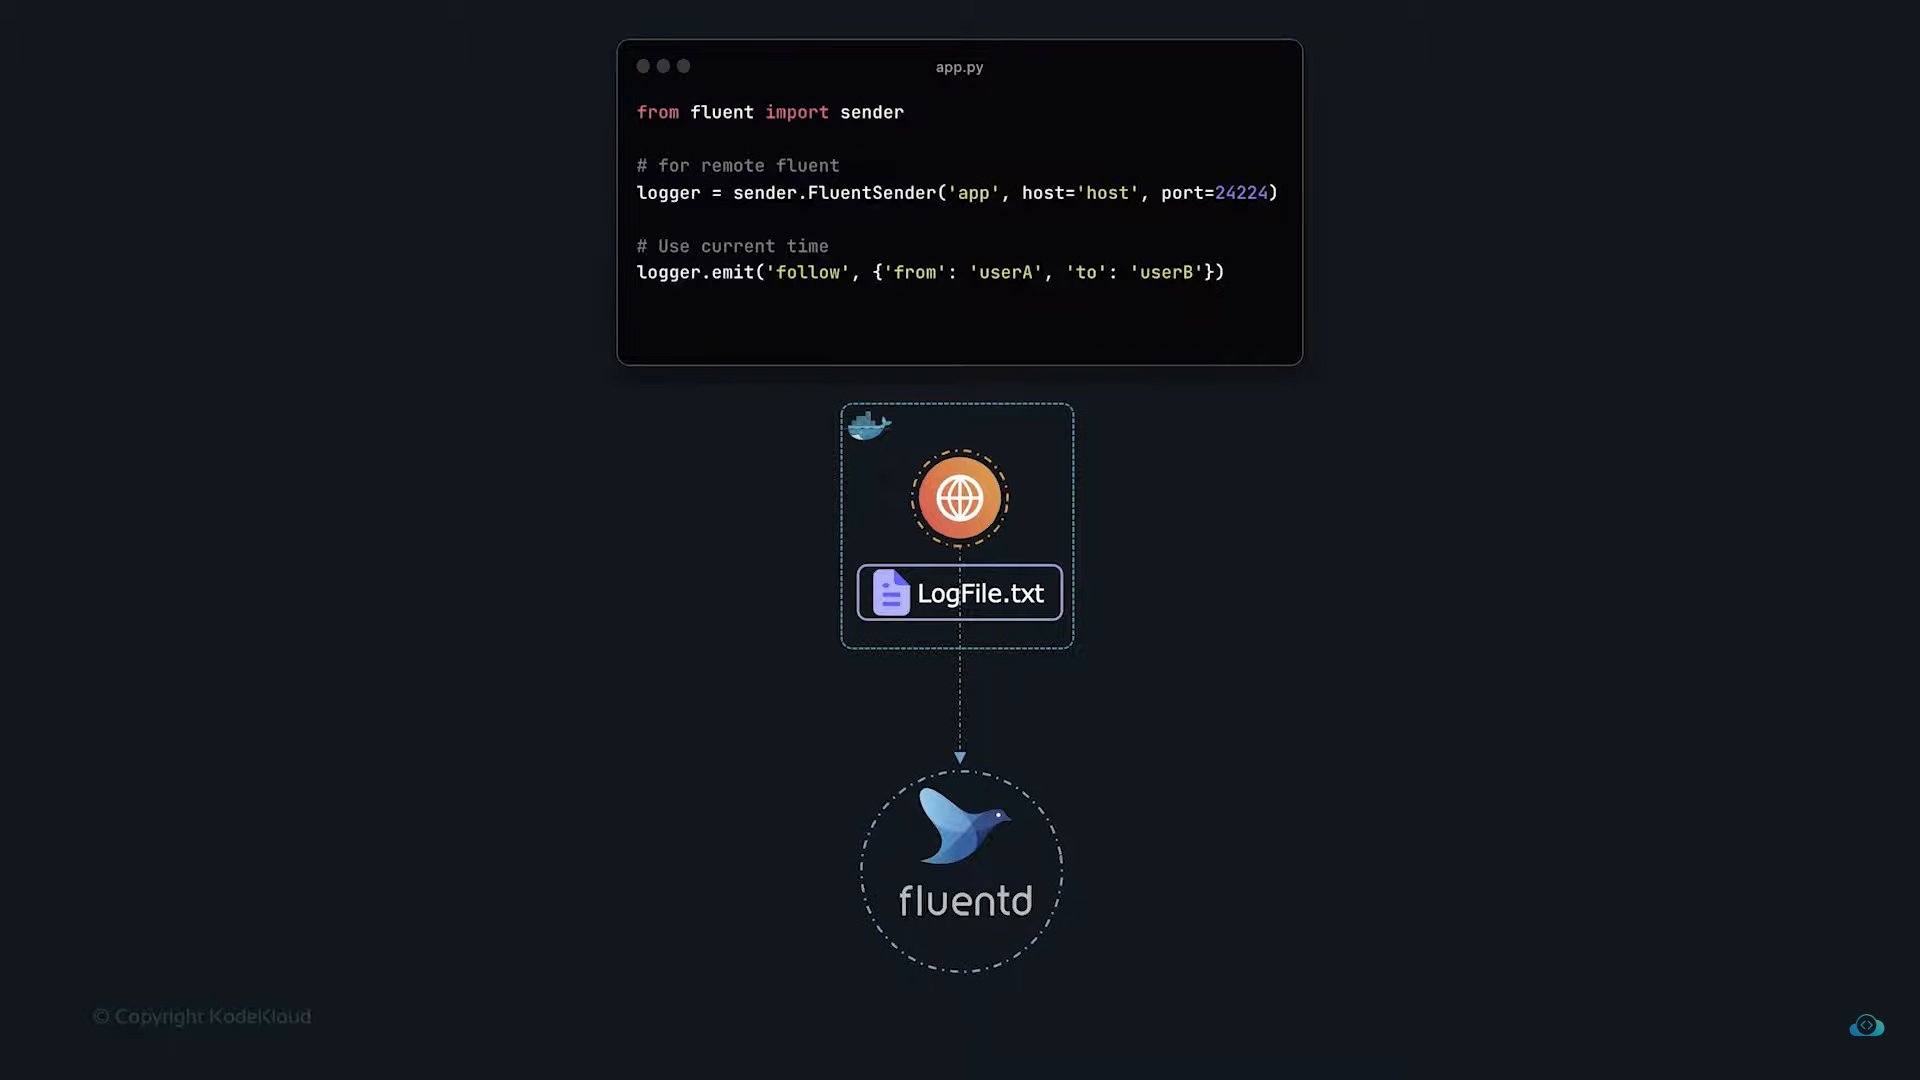 app.py
from fluent import sender
# for remote fluent
logger = sender.FluentSender('app', host='host', port=24224)
# Use current time
logger.emit('follow', {'from': 'userA', 'to': 'userB'})
LogFile.txt
fluentd
© Copyright KodeKloud